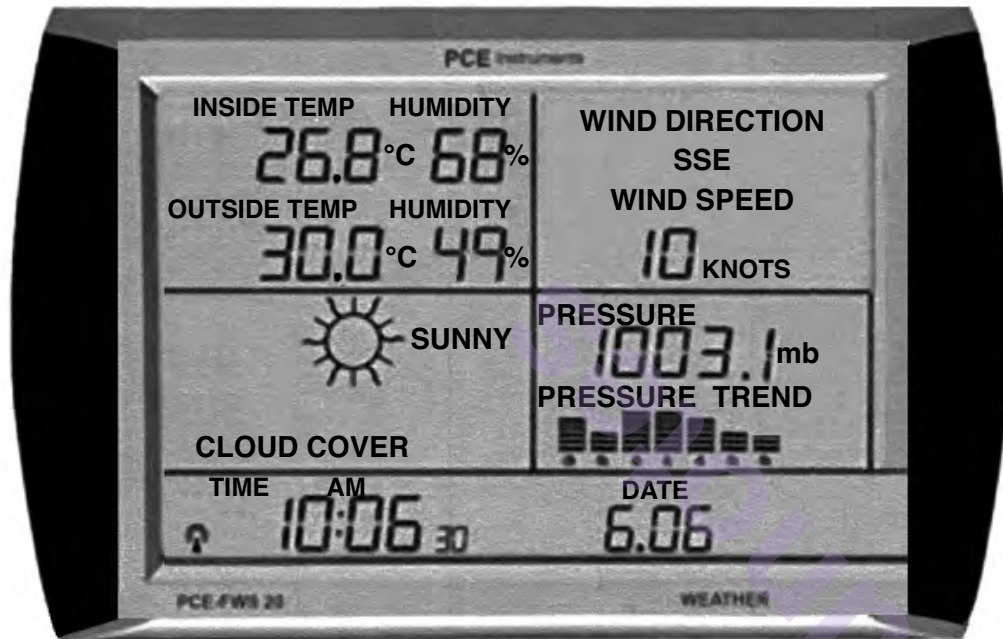 PCE Instruments
INSIDE TEMP HUMIDITY
26.8 °C 68%
OUTSIDE TEMP HUMIDITY
30.0 °C 49%
WIND DIRECTION
SSE
WIND SPEED
10 KNOTS
SUNNY
CLOUD COVER
PRESSURE
1003.1 mb
PRESSURE TREND
TIME AM
10:06 30
DATE
6.06
PCE-FWS 20
WEATHER